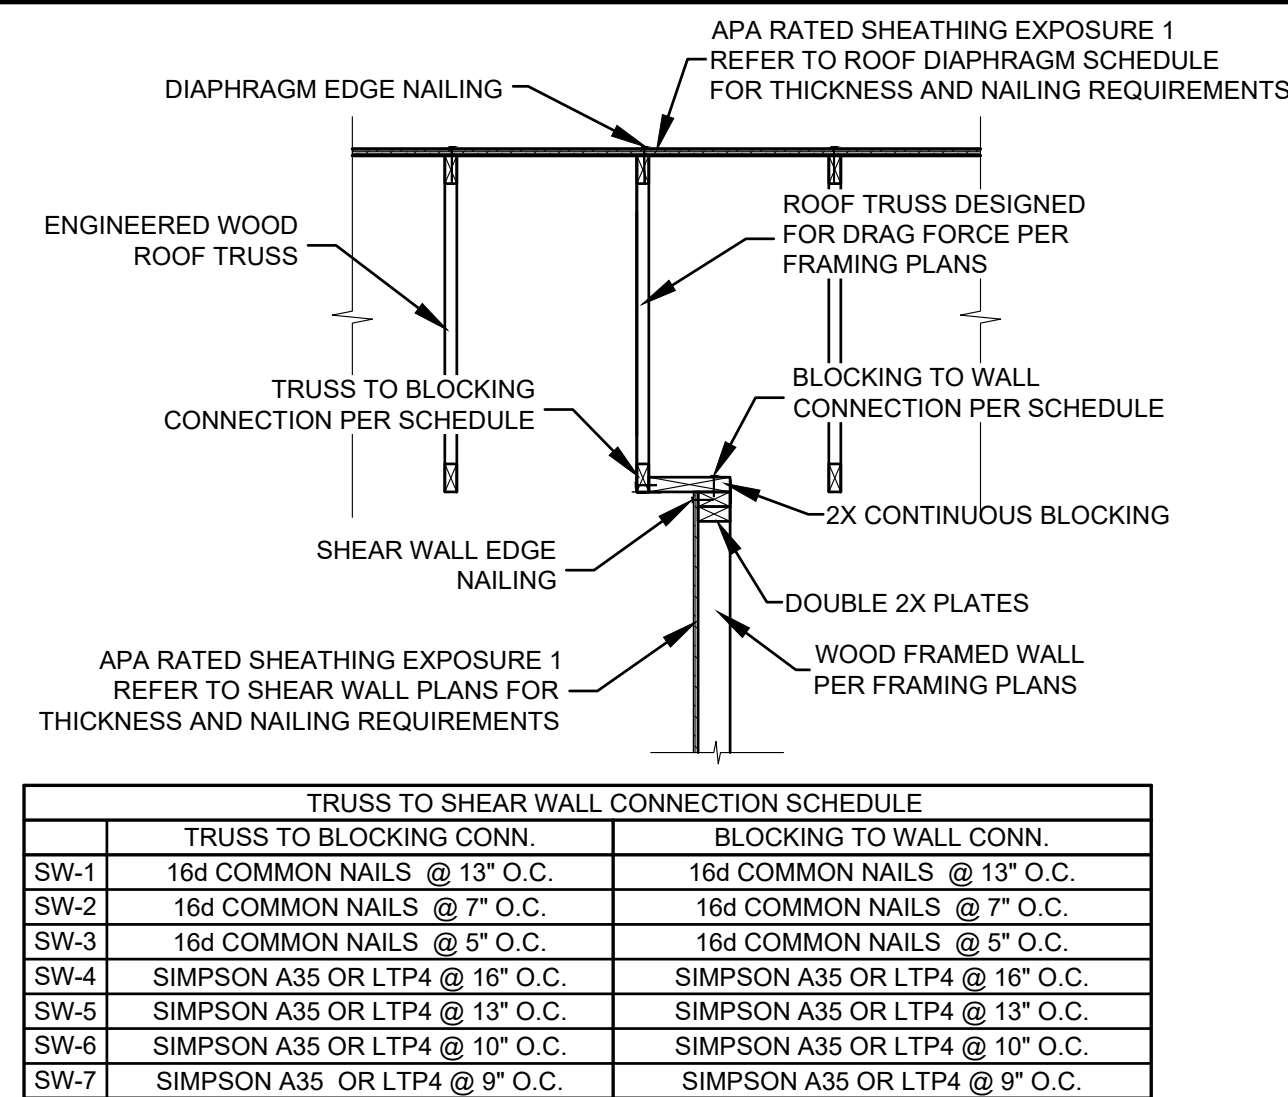 APA RATED SHEATHING EXPOSURE 1
REFER TO ROOF DIAPHRAGM SCHEDULE
FOR THICKNESS AND NAILING REQUIREMENTS
DIAPHRAGM EDGE NAILING
ENGINEERED WOOD
ROOF TRUSS
ROOF TRUSS DESIGNED
FOR DRAG FORCE PER
FRAMING PLANS
TRUSS TO BLOCKING
CONNECTION PER SCHEDULE
BLOCKING TO WALL
CONNECTION PER SCHEDULE
2X CONTINUOUS BLOCKING
SHEAR WALL EDGE
NAILING
DOUBLE 2X PLATES
APA RATED SHEATHING EXPOSURE 1
REFER TO SHEAR WALL PLANS FOR
THICKNESS AND NAILING REQUIREMENTS
WOOD FRAMED WALL
PER FRAMING PLANS
TRUSS TO SHEAR WALL CONNECTION SCHEDULE
TRUSS TO BLOCKING CONN. BLOCKING TO WALL CONN.
SW-1 16d COMMON NAILS @ 13" O.C. 16d COMMON NAILS @ 13" O.C.
SW-2 16d COMMON NAILS @ 7" O.C. 16d COMMON NAILS @ 7" O.C.
SW-3 16d COMMON NAILS @ 5" O.C. 16d COMMON NAILS @ 5" O.C.
SW-4 SIMPSON A35 OR LTP4 @ 16" O.C. SIMPSON A35 OR LTP4 @ 16" O.C.
SW-5 SIMPSON A35 OR LTP4 @ 13" O.C. SIMPSON A35 OR LTP4 @ 13" O.C.
SW-6 SIMPSON A35 OR LTP4 @ 10" O.C. SIMPSON A35 OR LTP4 @ 10" O.C.
SW-7 SIMPSON A35 OR LTP4 @ 9" O.C. SIMPSON A35 OR LTP4 @ 9" O.C.